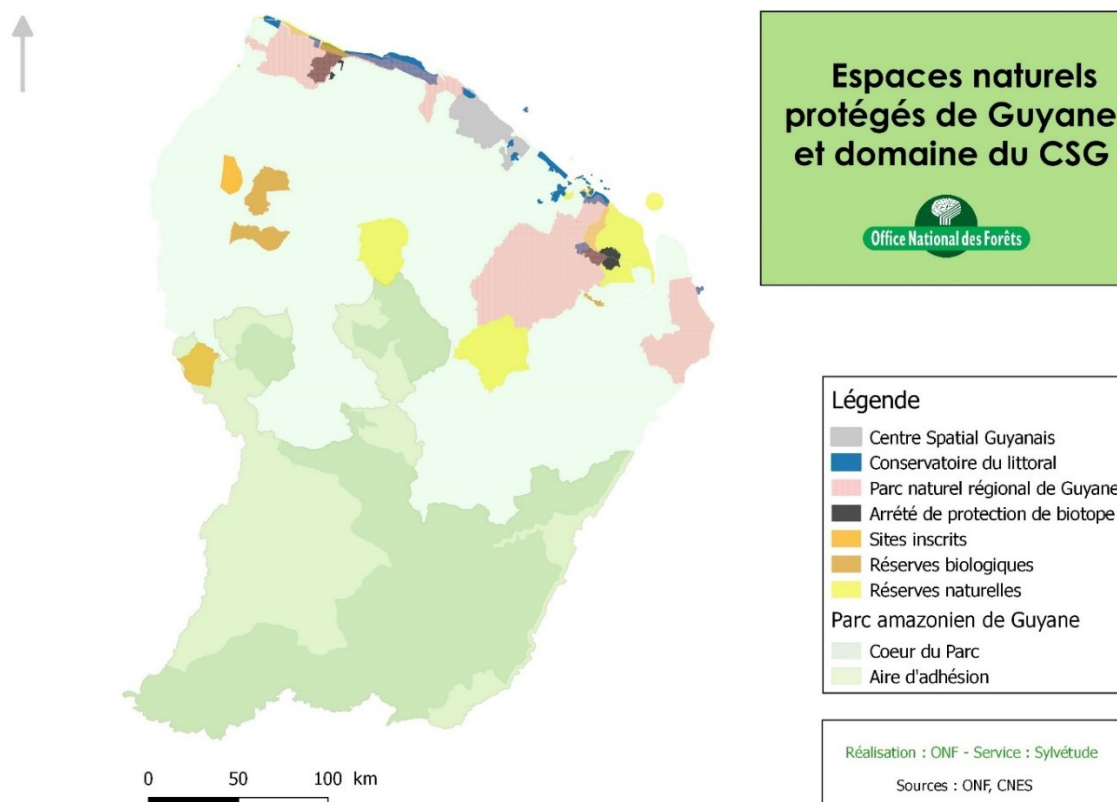 Espaces naturels
protégés de Guyane
et domaine du CSG
Office National des Forêts
Légende
Centre Spatial Guyanais
Conservatoire du littoral
Parc naturel régional de Guyane
Arrêté de protection de biotope
Sites inscrits
Réserves biologiques
Réserves naturelles
Parc amazonien de Guyane
Coeur du Parc
Aire d'adhésion
Réalisation : ONF - Service : Sylvétude
Sources : ONF, CNES
0 50 100 km